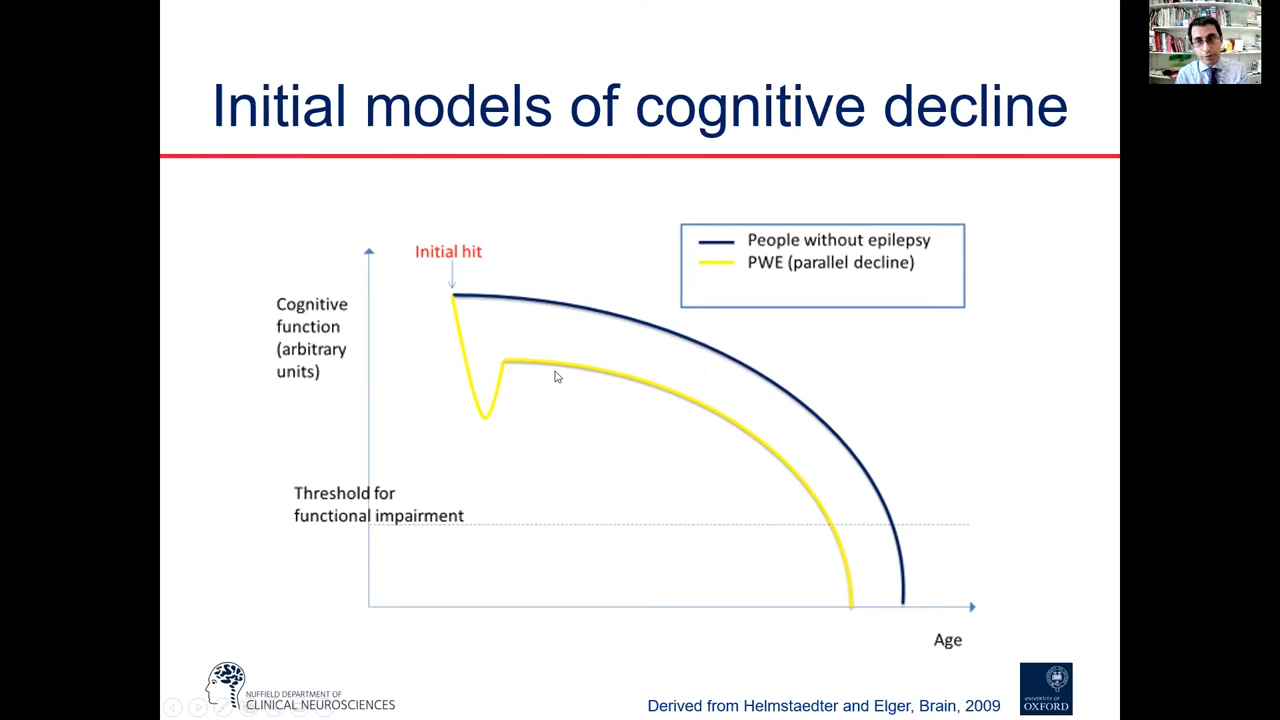 Initial models of cognitive decline
Initial hit
People without epilepsy
PWE (parallel decline)
Cognitive
function
(arbitrary
units)
Threshold for
functional impairment
Age
NUFFIELD DEPARTMENT OF
CLINICAL NEUROSCIENCES
Derived from Helmstaedter and Elger, Brain, 2009
UNIVERSITY OF
OXFORD